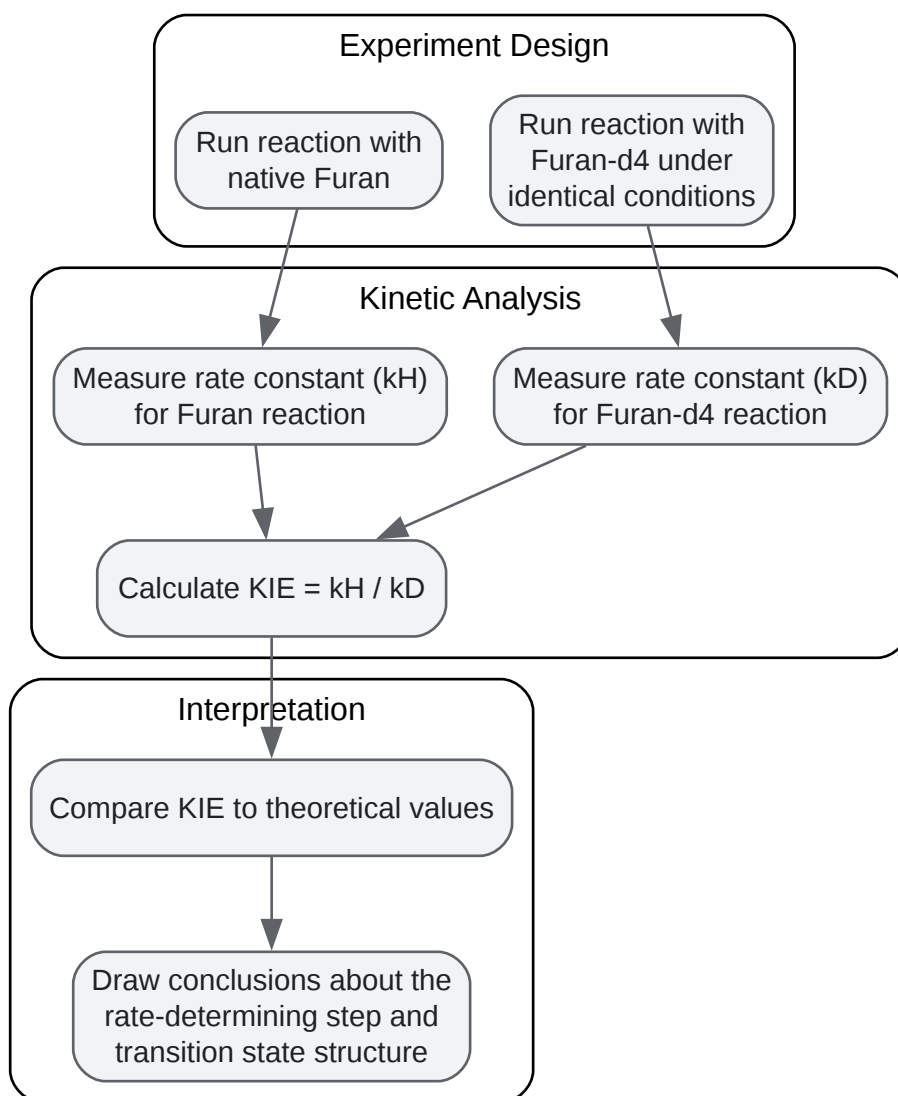 Experiment Design
Run reaction with
native Furan
Run reaction with
Furan-d4 under
identical conditions
Kinetic Analysis
Measure rate constant (kH)
for Furan reaction
Measure rate constant (kD)
for Furan-d4 reaction
Calculate KIE = kH / kD
Interpretation
Compare KIE to theoretical values
Draw conclusions about the
rate-determining step and
transition state structure